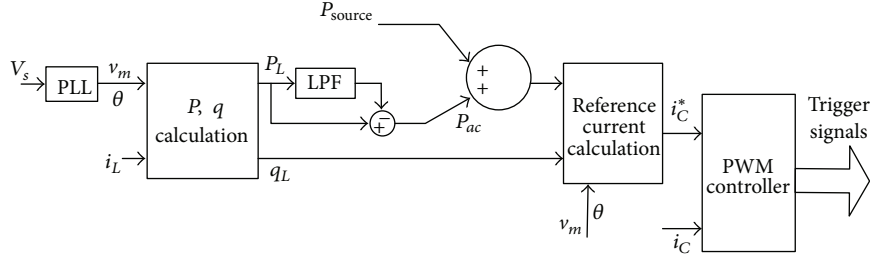 P_source
V_s
PLL
v_m
θ
P, q
calculation
i_L
P_L
LPF
−
+
P_ac
+
+
q_L
Reference
current
calculation
v_m
θ
i_C^*
i_C
PWM
controller
Trigger
signals